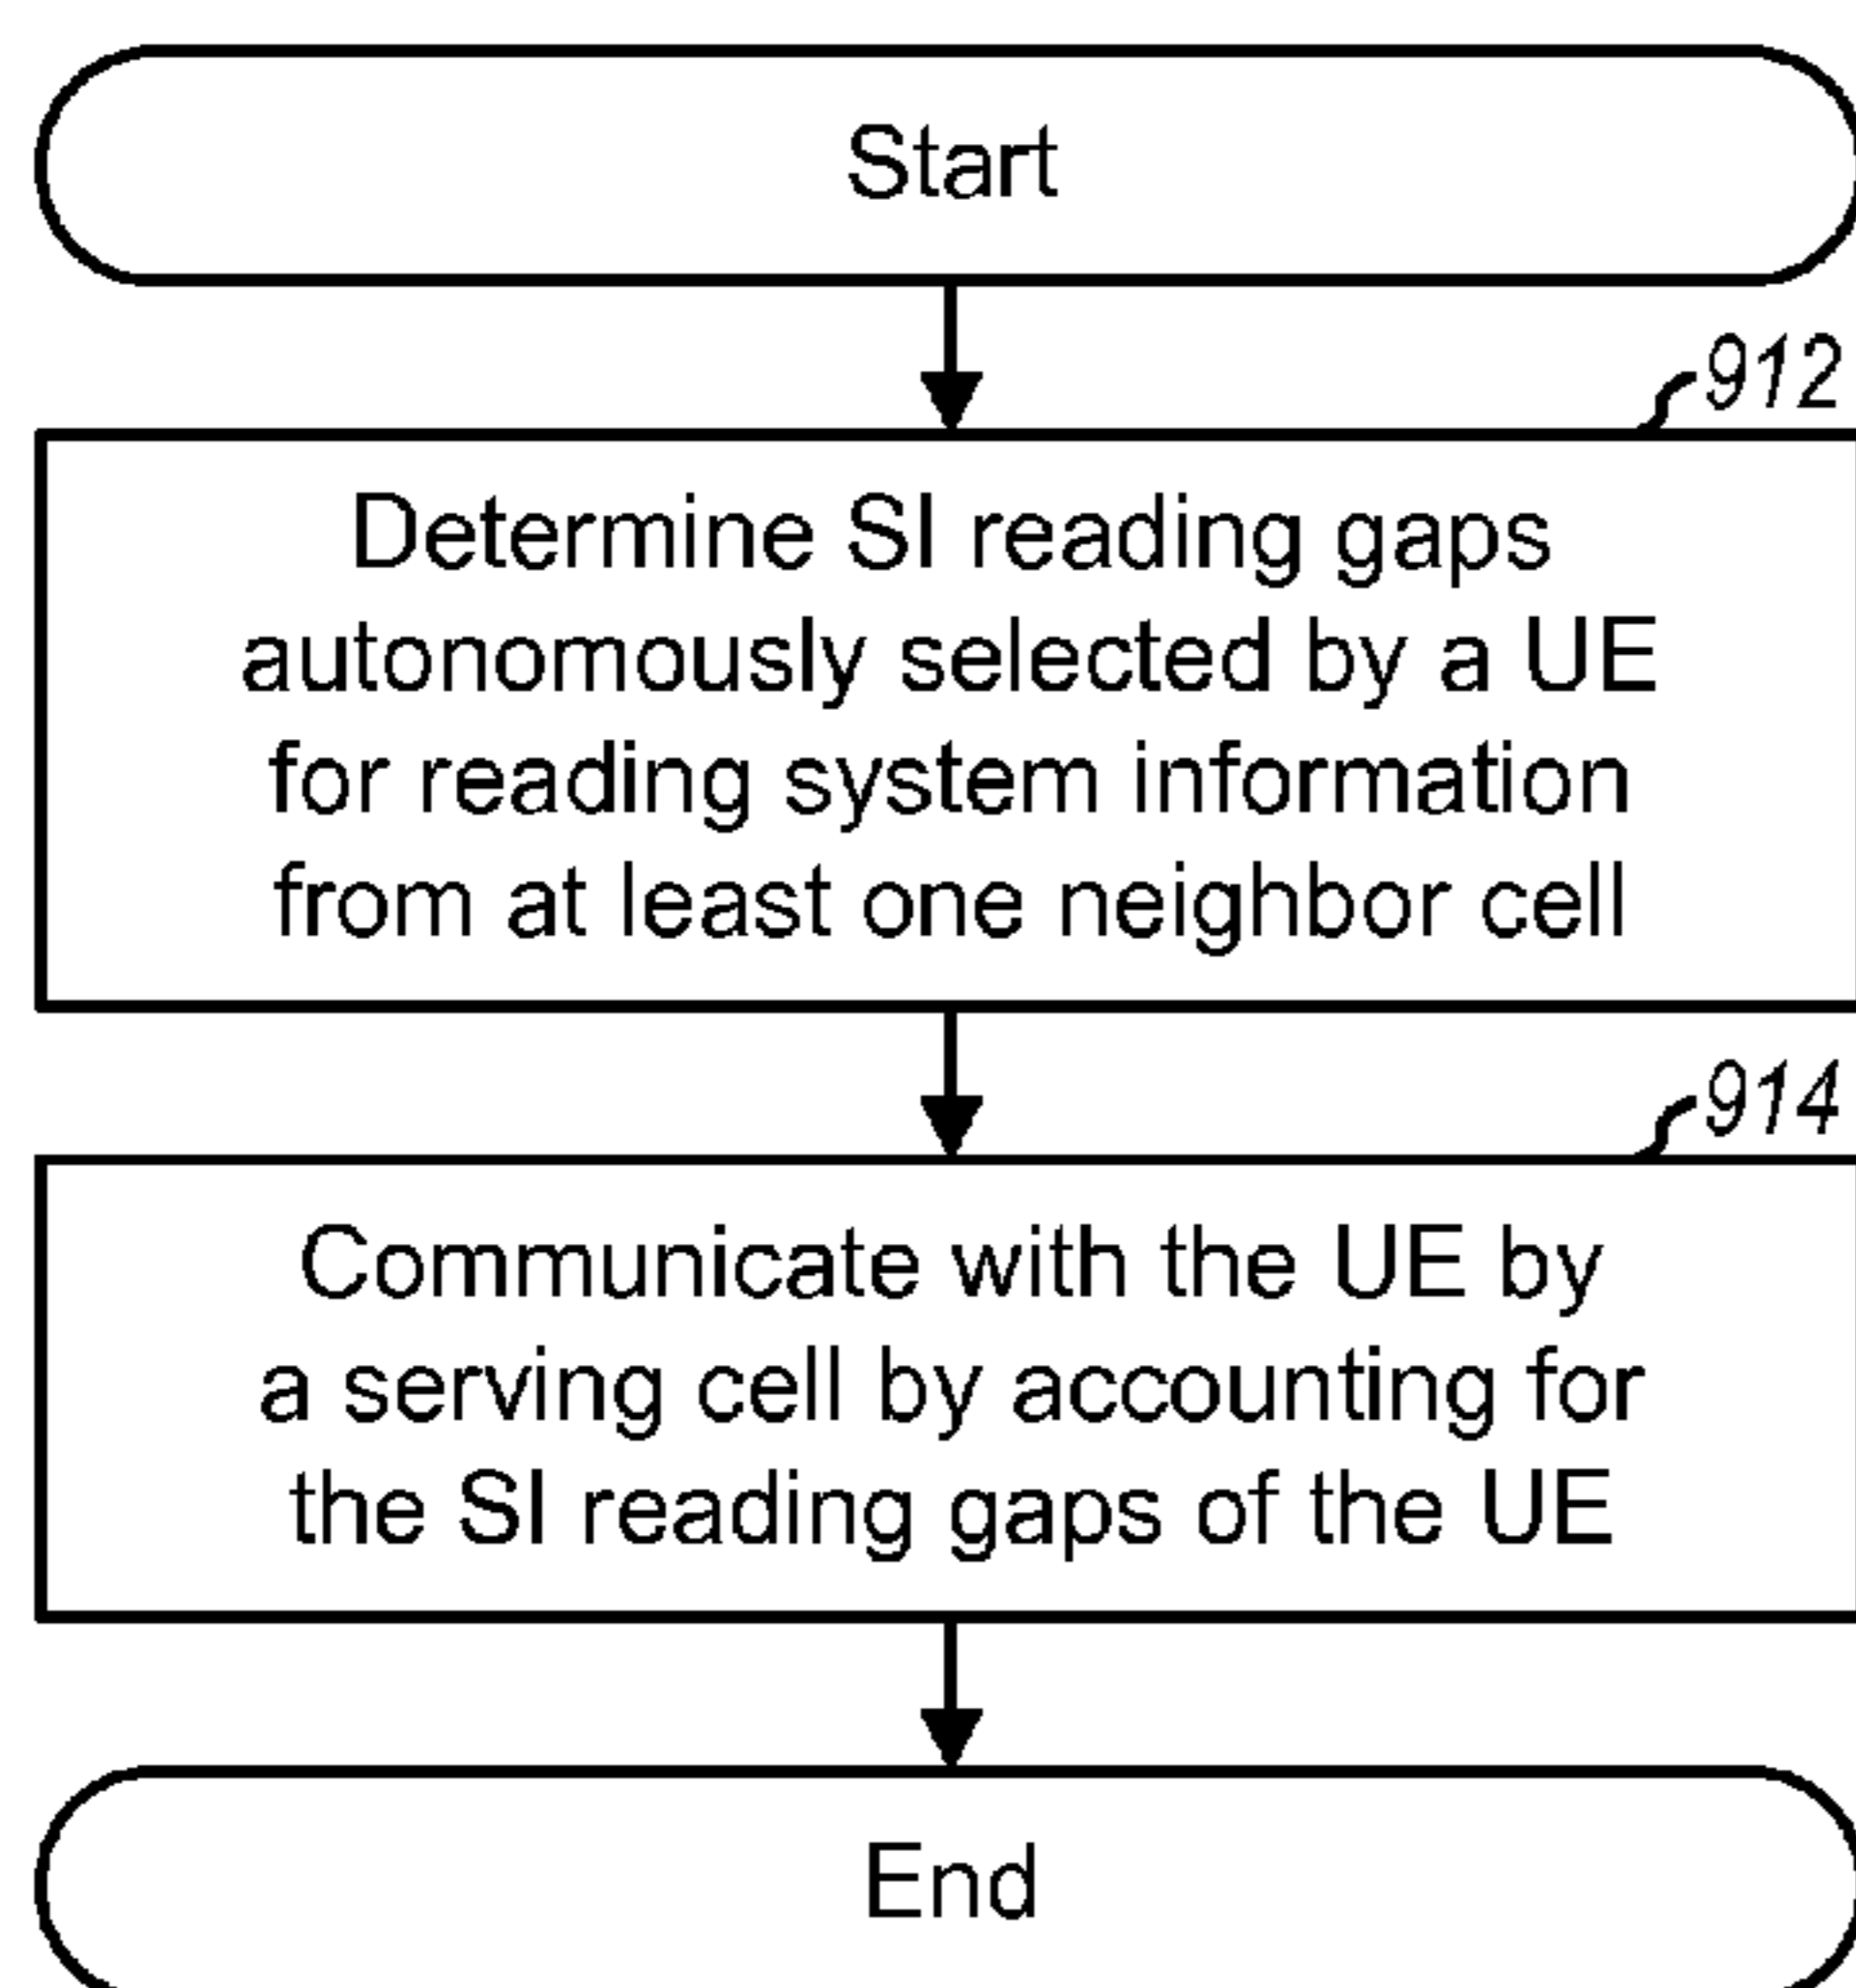 Start
912
Determine SI reading gaps
autonomously selected by a UE
for reading system information
from at least one neighbor cell
914
Communicate with the UE by
a serving cell by accounting for
the SI reading gaps of the UE
End